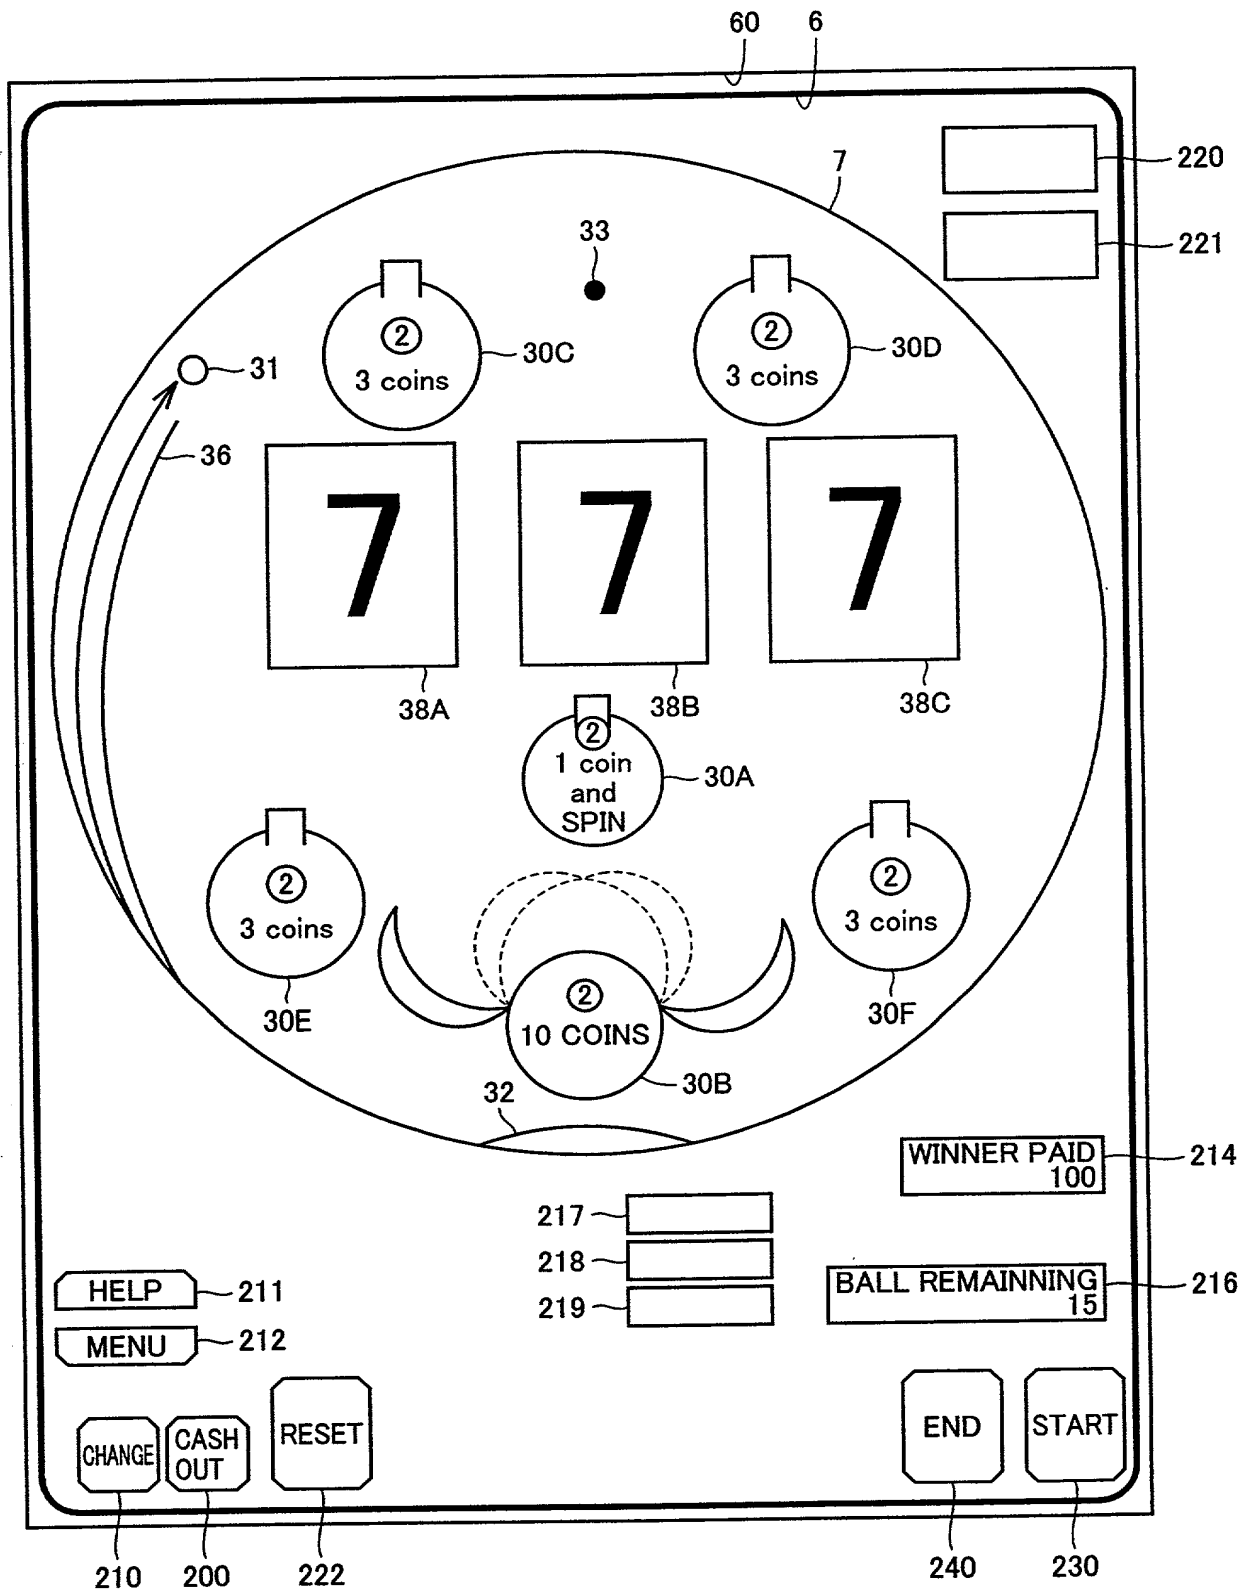 60
6
220
7
221
33
②
3 coins
30C
②
3 coins
30D
31
36
7
7
7
38A
38B
38C
②
1 coin
and
SPIN
30A
②
3 coins
30E
②
3 coins
30F
②
10 COINS
30B
32
WINNER PAID
100
214
217
218
219
BALL REMAINNING
15
216
HELP
211
MENU
212
CHANGE
CASH
OUT
RESET
END
START
210
200
222
240
230